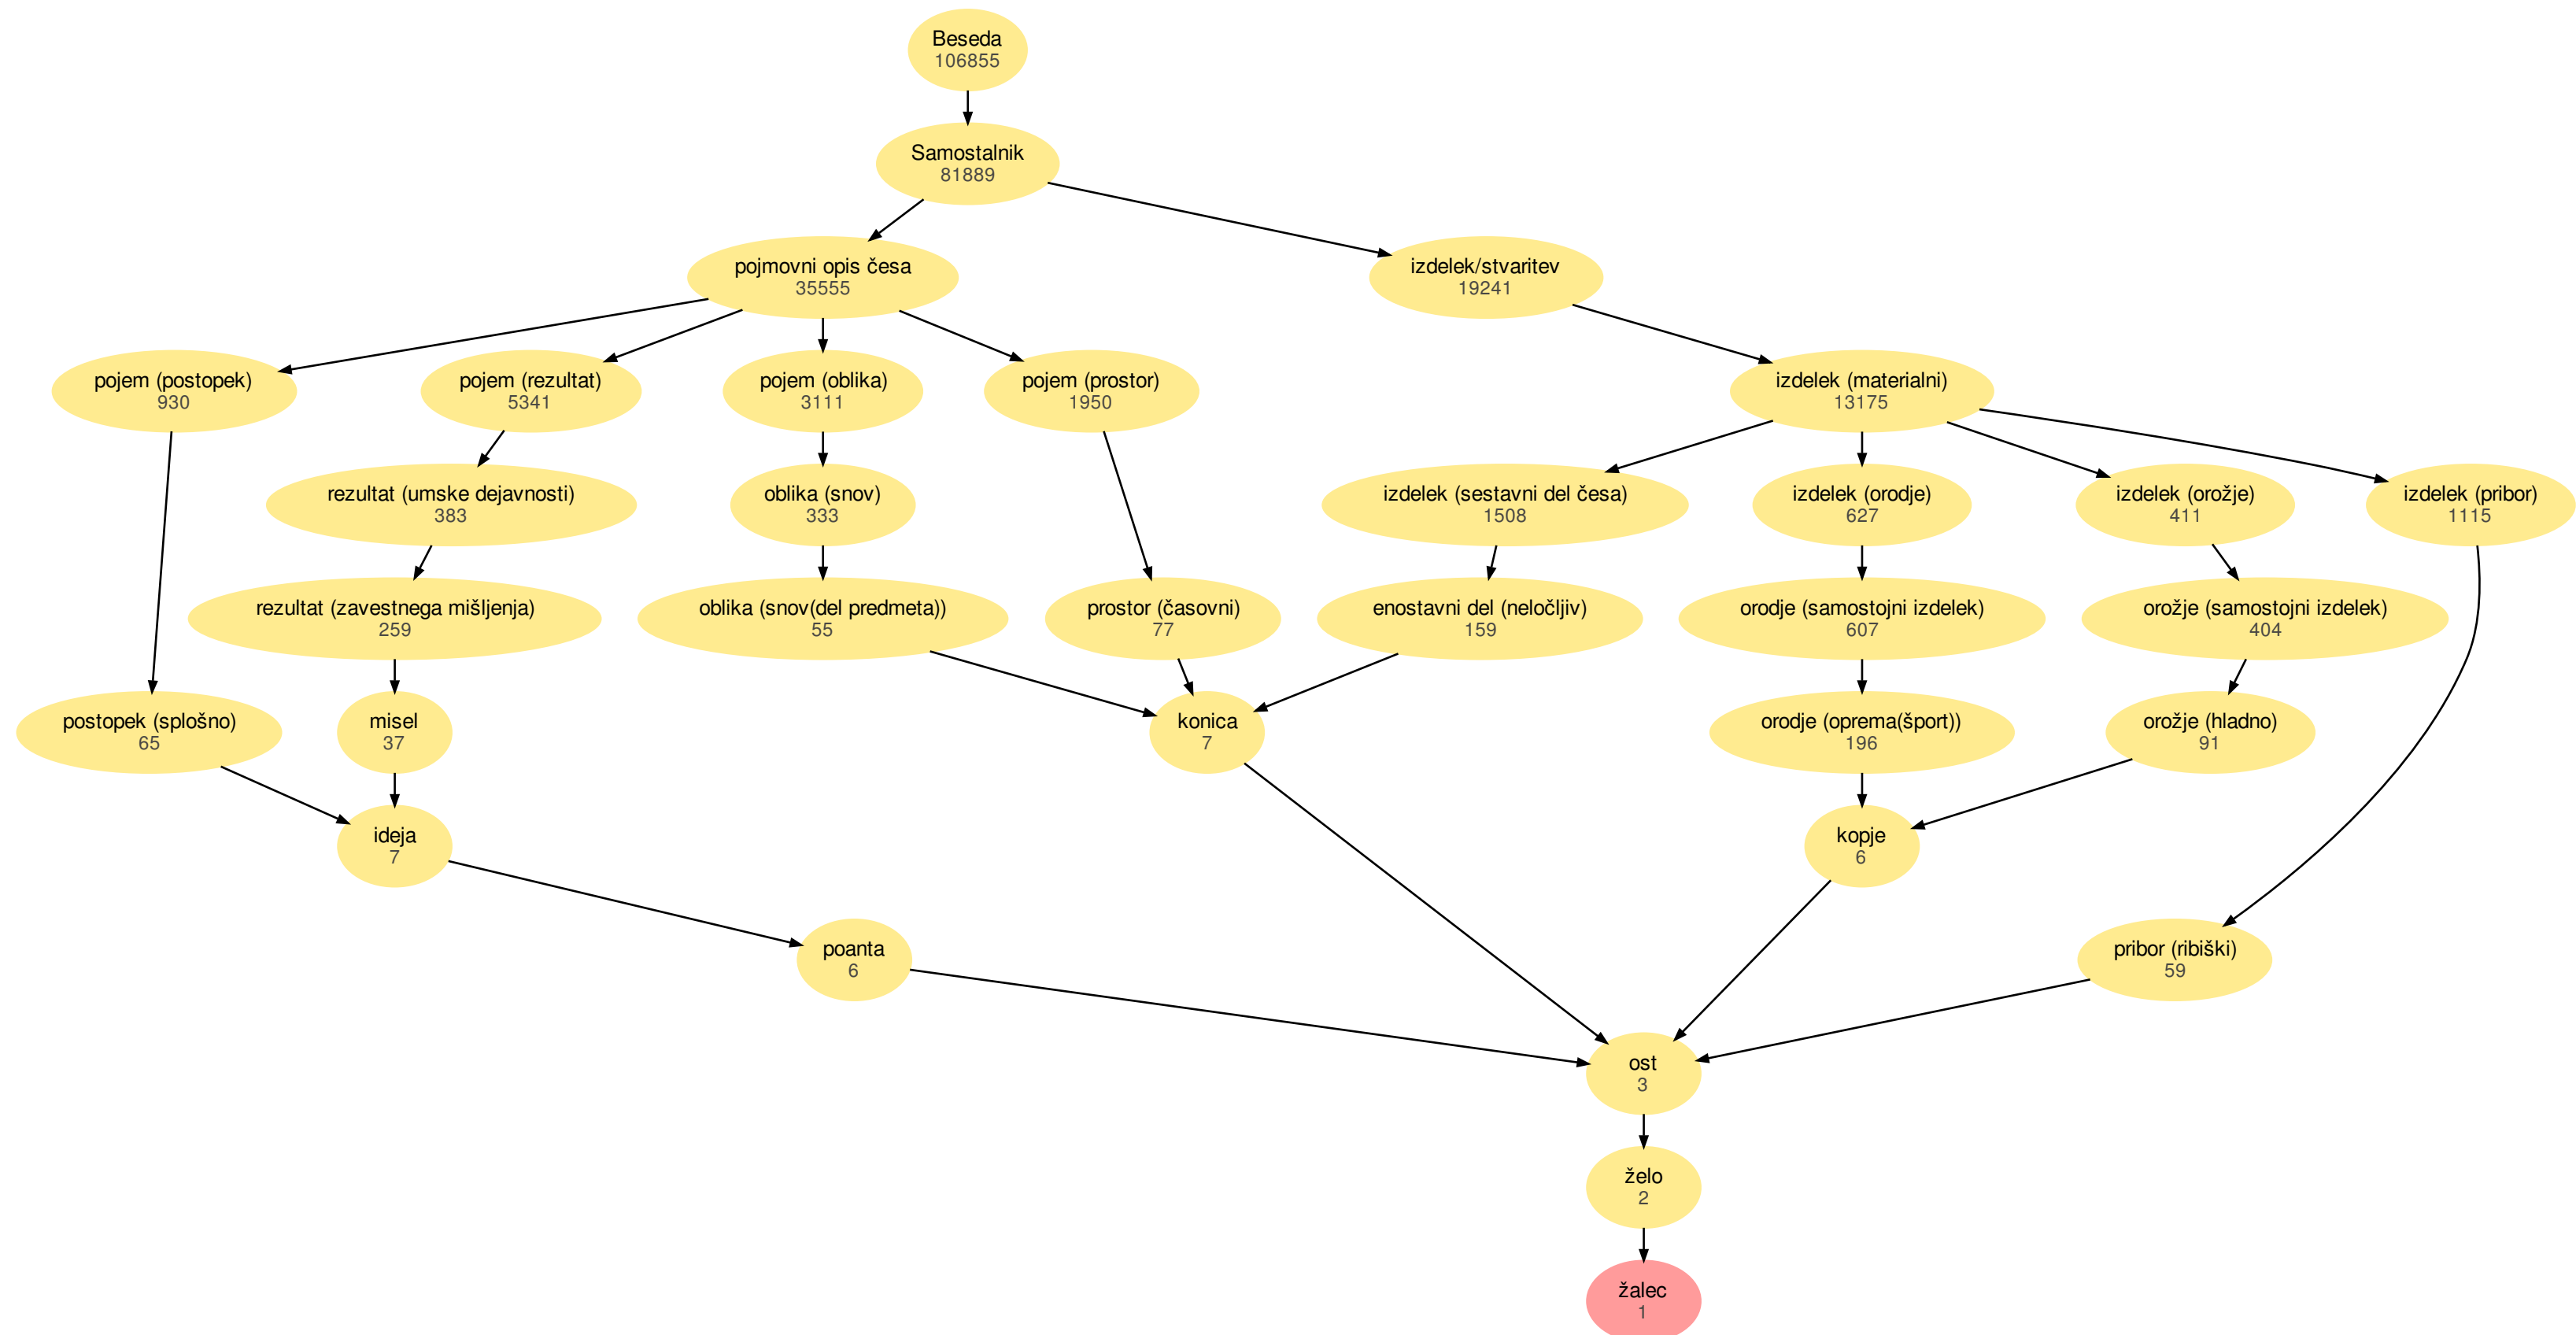 Beseda
106855
Samostalnik
81889
pojmovni opis česa
35555
izdelek/stvaritev
19241
pojem (postopek)
930
pojem (rezultat)
5341
pojem (oblika)
3111
pojem (prostor)
1950
izdelek (materialni)
13175
rezultat (umske dejavnosti)
383
oblika (snov)
333
izdelek (sestavni del česa)
1508
izdelek (orodje)
627
izdelek (orožje)
411
izdelek (pribor)
1115
rezultat (zavestnega mišljenja)
259
oblika (snov(del predmeta))
55
prostor (časovni)
77
enostavni del (neločljiv)
159
orodje (samostojni izdelek)
607
orožje (samostojni izdelek)
404
postopek (splošno)
65
misel
37
konica
7
orodje (oprema(šport))
196
orožje (hladno)
91
ideja
7
kopje
6
poanta
6
pribor (ribiški)
59
ost
3
želo
2
žalec
1